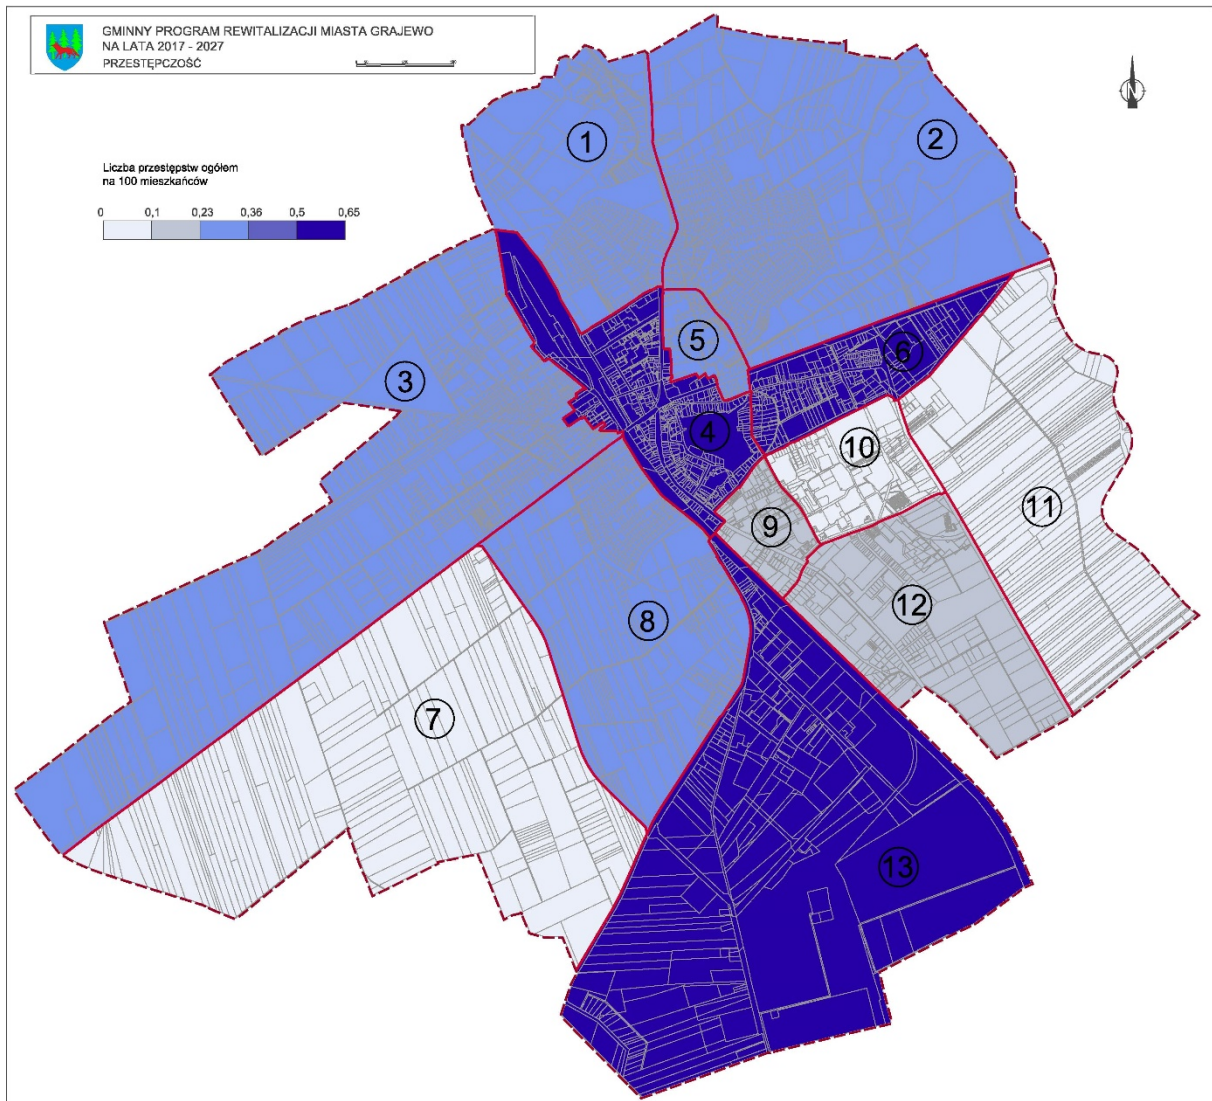 GMINNY PROGRAM REWITALIZACJI MIASTA GRAJEWO
NA LATA 2017 - 2027
PRZESTĘPCZOŚĆ
N
Liczba przestępstw ogółem
na 100 mieszkańców
0 0,1 0,23 0,36 0,5 0,65
1
2
3
4
5
6
7
8
9
10
11
12
13